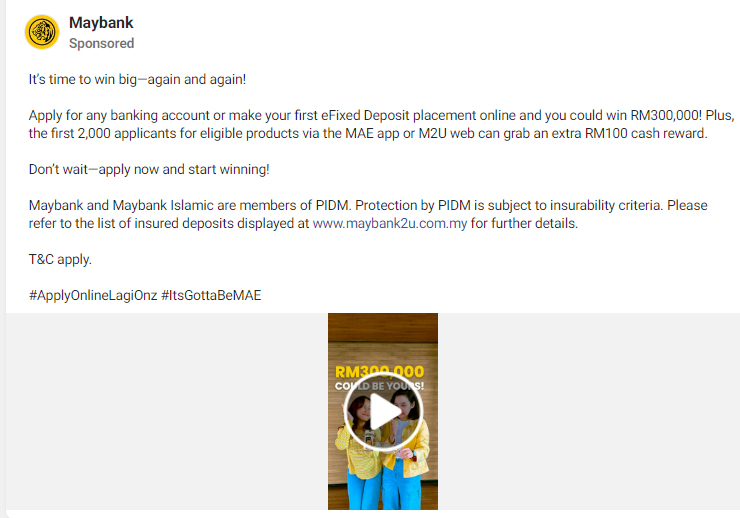 Maybank
Sponsored
It's time to win big—again and again!
Apply for any banking account or make your first eFixed Deposit placement online and you could win RM300,000! Plus,
the first 2,000 applicants for eligible products via the MAE app or M2U web can grab an extra RM100 cash reward.
Don't wait—apply now and start winning!
Maybank and Maybank Islamic are members of PIDM. Protection by PIDM is subject to insurability criteria. Please
refer to the list of insured deposits displayed at www.maybank2u.com.my for further details.
T&C apply.
#ApplyOnlineLagiOnz #ItsGottaBeMAE
RM300,000
COULD BE YOURS!